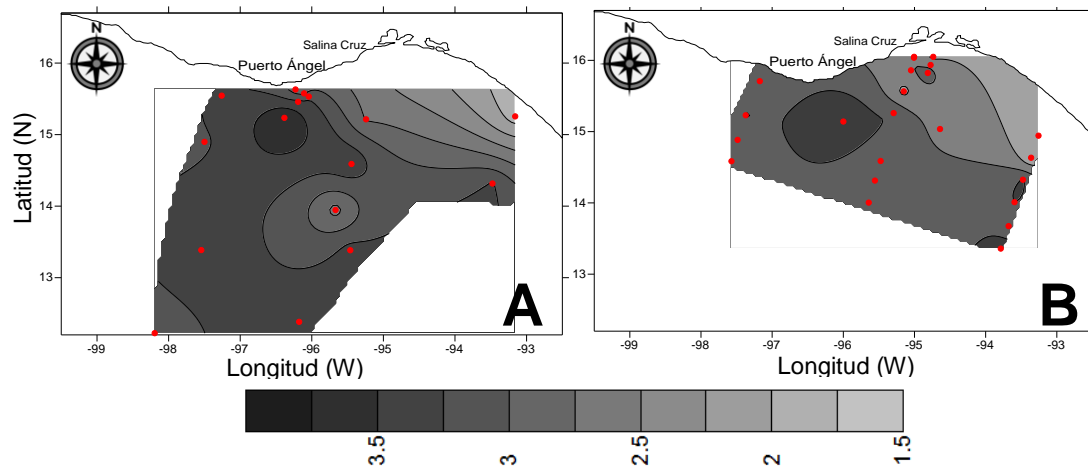 N
Salina Cruz
Puerto Ángel
16
15
14
13
Latitud (N)
A
-99
-98
-97
-96
-95
-94
-93
Longitud (W)
N
Salina Cruz
Puerto Ángel
16
15
14
13
B
-99
-98
-97
-96
-95
-94
-93
Longitud (W)
3.5
3
2.5
2
1.5